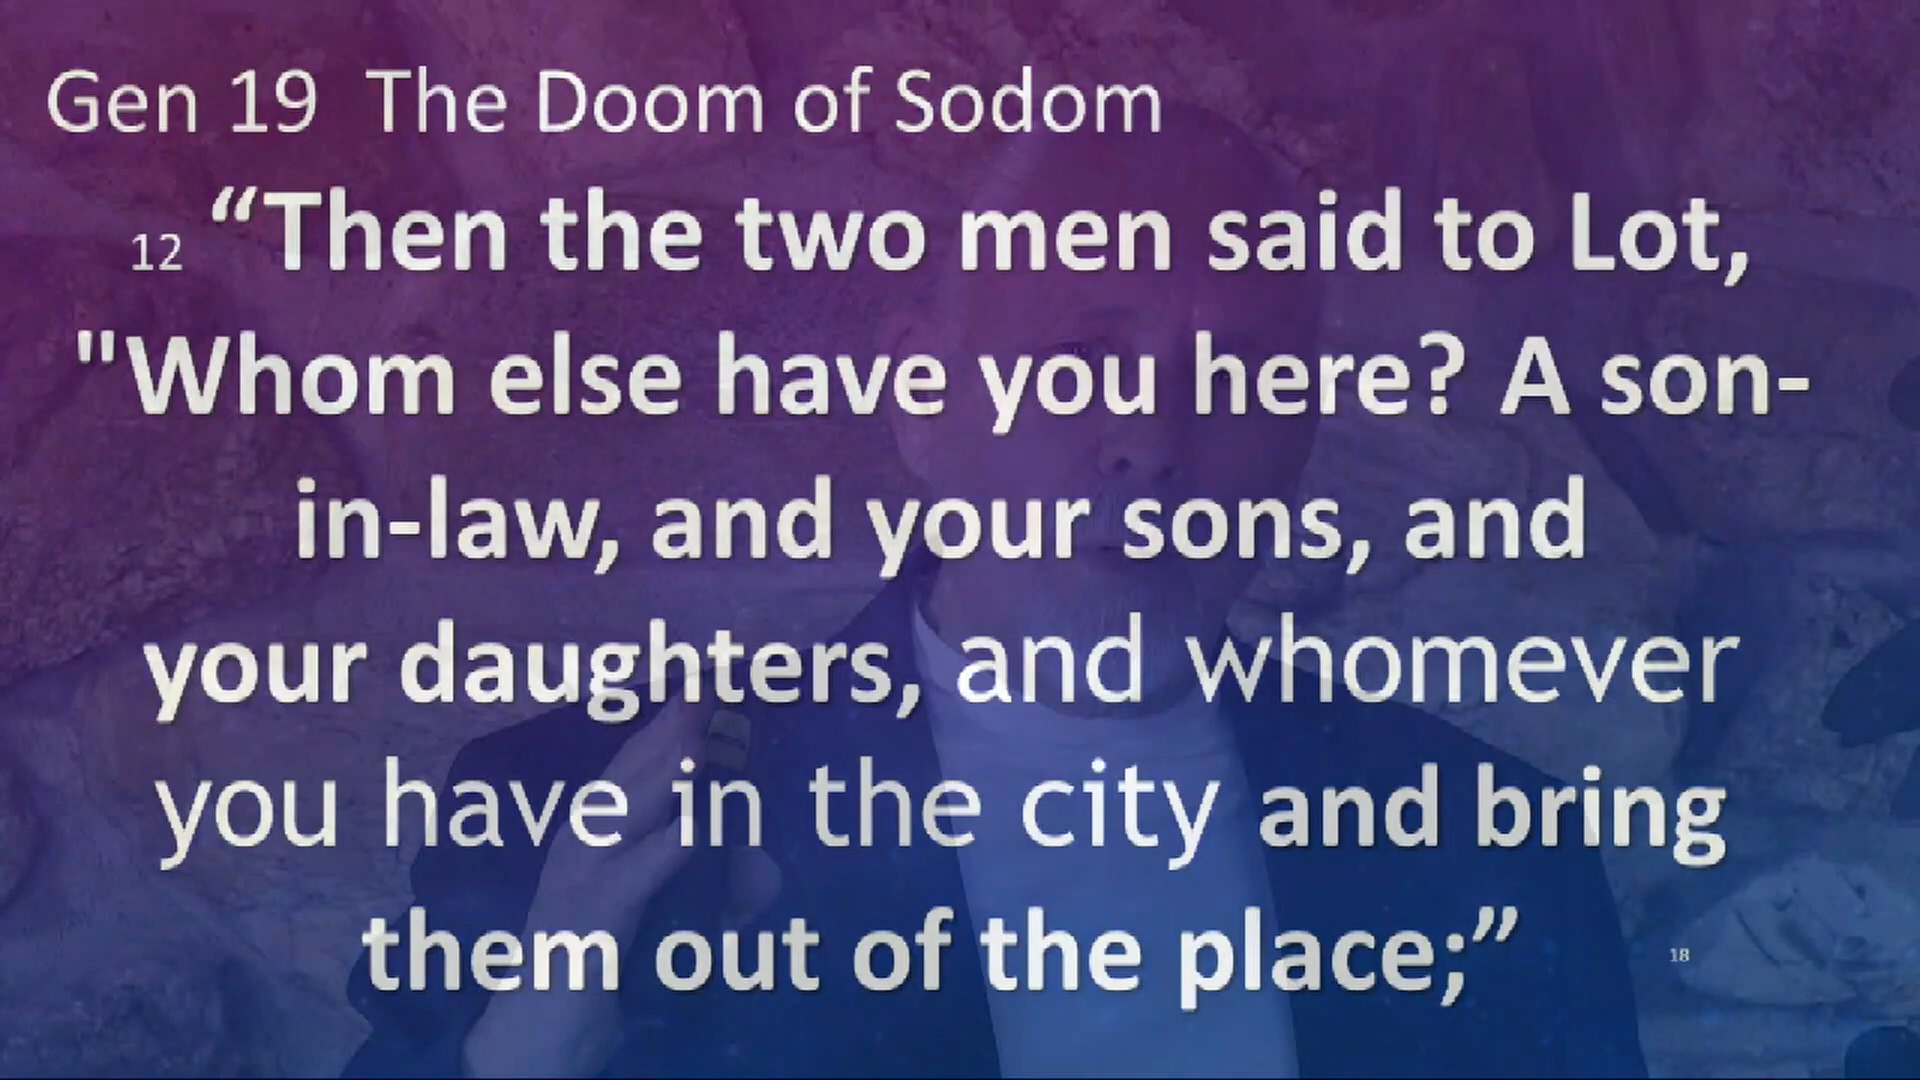 Gen 19  The Doom of Sodom
12 “Then the two men said to Lot,
"Whom else have you here? A son-
in-law, and your sons, and
your daughters, and whomever
you have in the city and bring
them out of the place;”
18